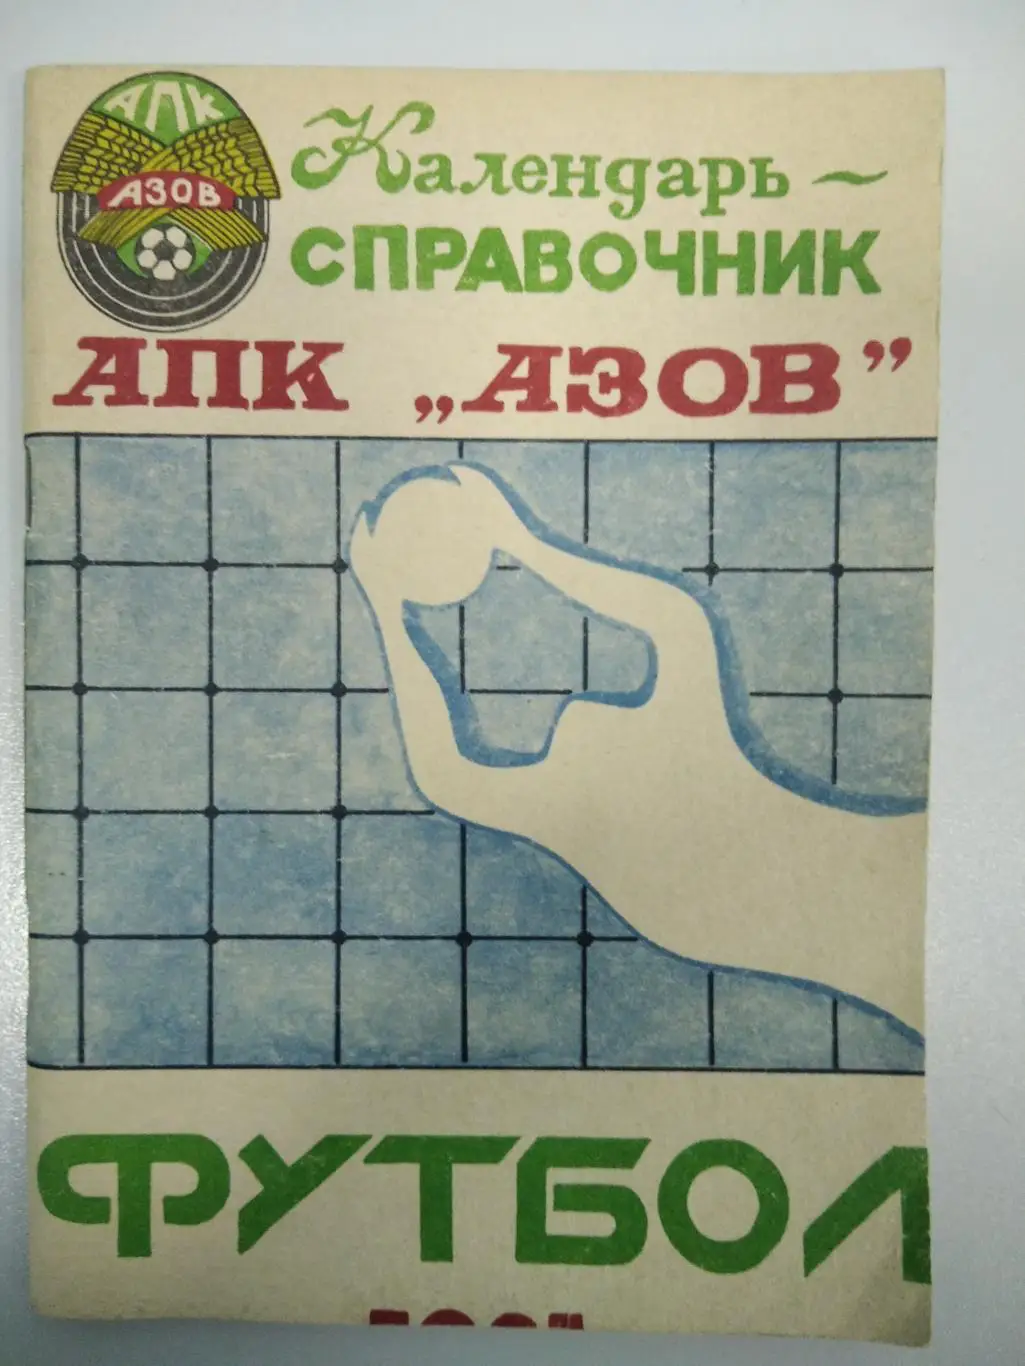 АПК
АЗОВ
Календарь-
СПРАВОЧНИК
АПК „АЗОВ”
ФУТБОЛ